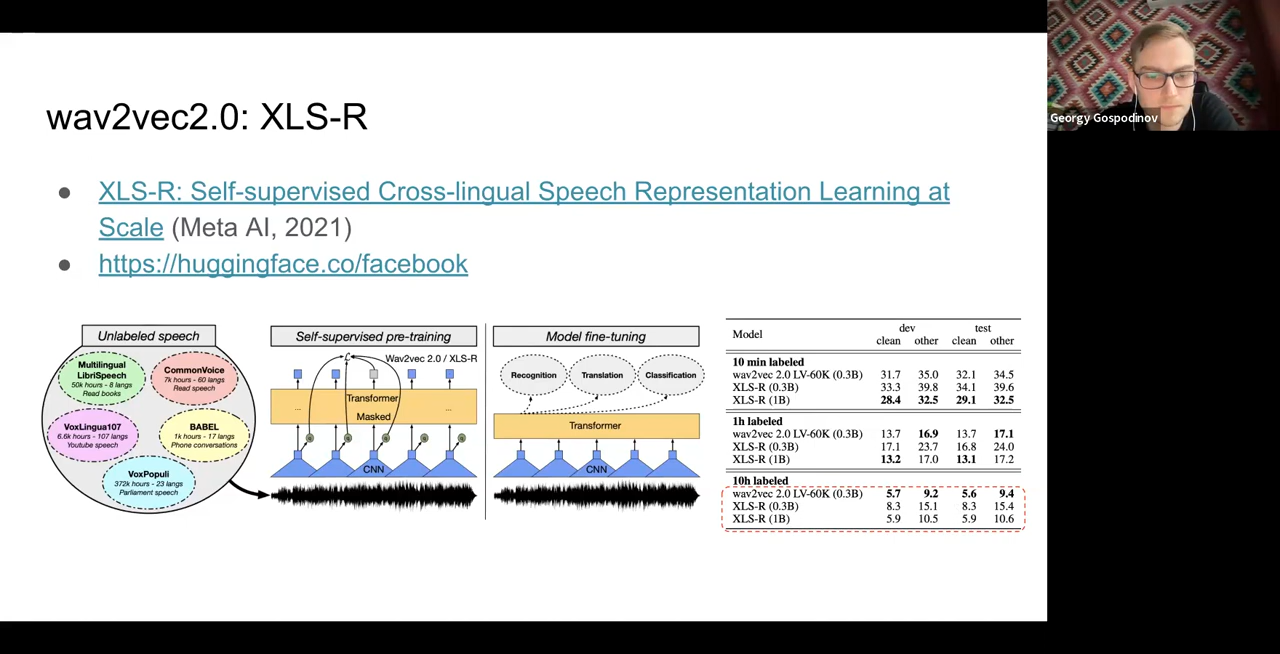 wav2vec2.0: XLS-R
● XLS-R: Self-supervised Cross-lingual Speech Representation Learning at
Scale (Meta AI, 2021)
● https://huggingface.co/facebook
Unlabeled speech
Multilingual
LibriSpeech
50k hours - 8 langs
Read books
CommonVoice
7k hours - 60 langs
Read speech
VoxLingua107
6.6k hours - 107 langs
Youtube speech
BABEL
1k hours - 17 langs
Phone conversations
VoxPopuli
372k hours - 23 langs
Parliament speech
Self-supervised pre-training
Wav2vec 2.0 / XLS-R
L
Transformer
... Masked ...
q q q q q
CNN
Model fine-tuning
Recognition Translation Classification
Transformer
CNN
dev test
Model clean other clean other
10 min labeled
wav2vec 2.0 LV-60K (0.3B) 31.7 35.0 32.1 34.5
XLS-R (0.3B) 33.3 39.8 34.1 39.6
XLS-R (1B) 28.4 32.5 29.1 32.5
1h labeled
wav2vec 2.0 LV-60K (0.3B) 13.7 16.9 13.7 17.1
XLS-R (0.3B) 17.1 23.7 16.8 24.0
XLS-R (1B) 13.2 17.0 13.1 17.2
10h labeled
wav2vec 2.0 LV-60K (0.3B) 5.7 9.2 5.6 9.4
XLS-R (0.3B) 8.3 15.1 8.3 15.4
XLS-R (1B) 5.9 10.5 5.9 10.6
Georgy Gospodinov